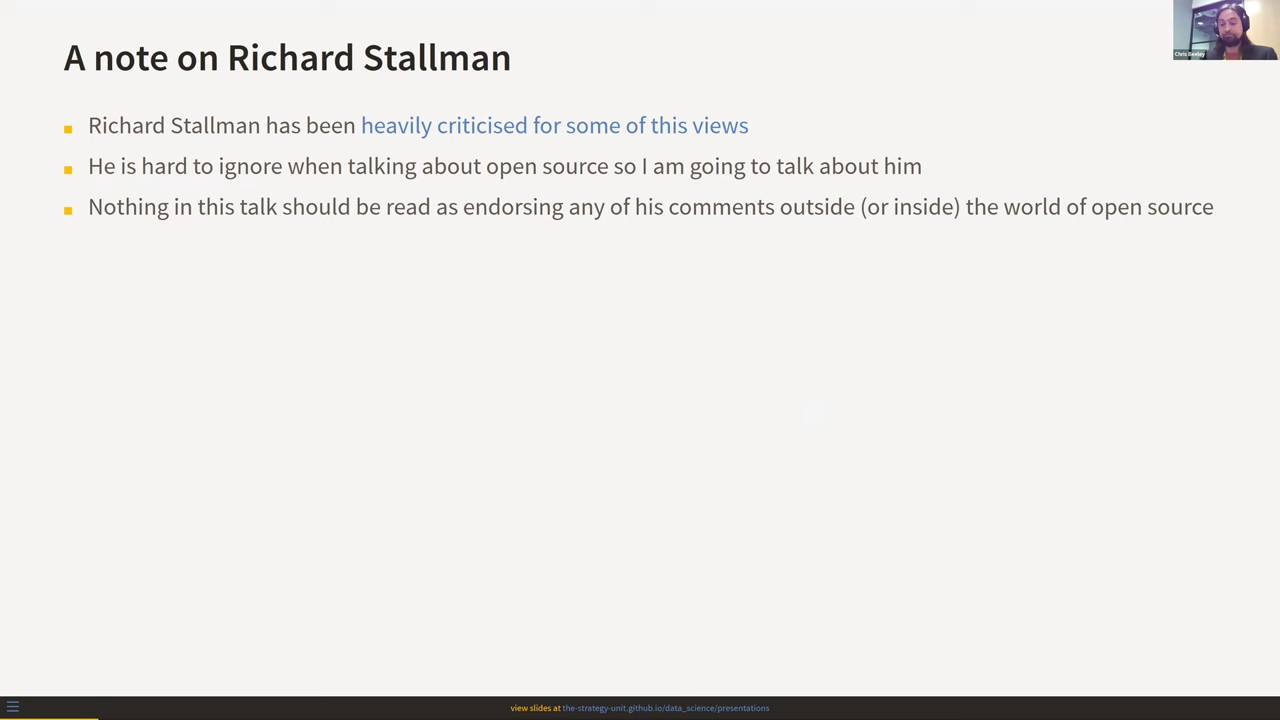 A note on Richard Stallman
Richard Stallman has been heavily criticised for some of this views
He is hard to ignore when talking about open source so I am going to talk about him
Nothing in this talk should be read as endorsing any of his comments outside (or inside) the world of open source
Chris Beeley
view slides at the-strategy-unit.github.io/data_science/presentations